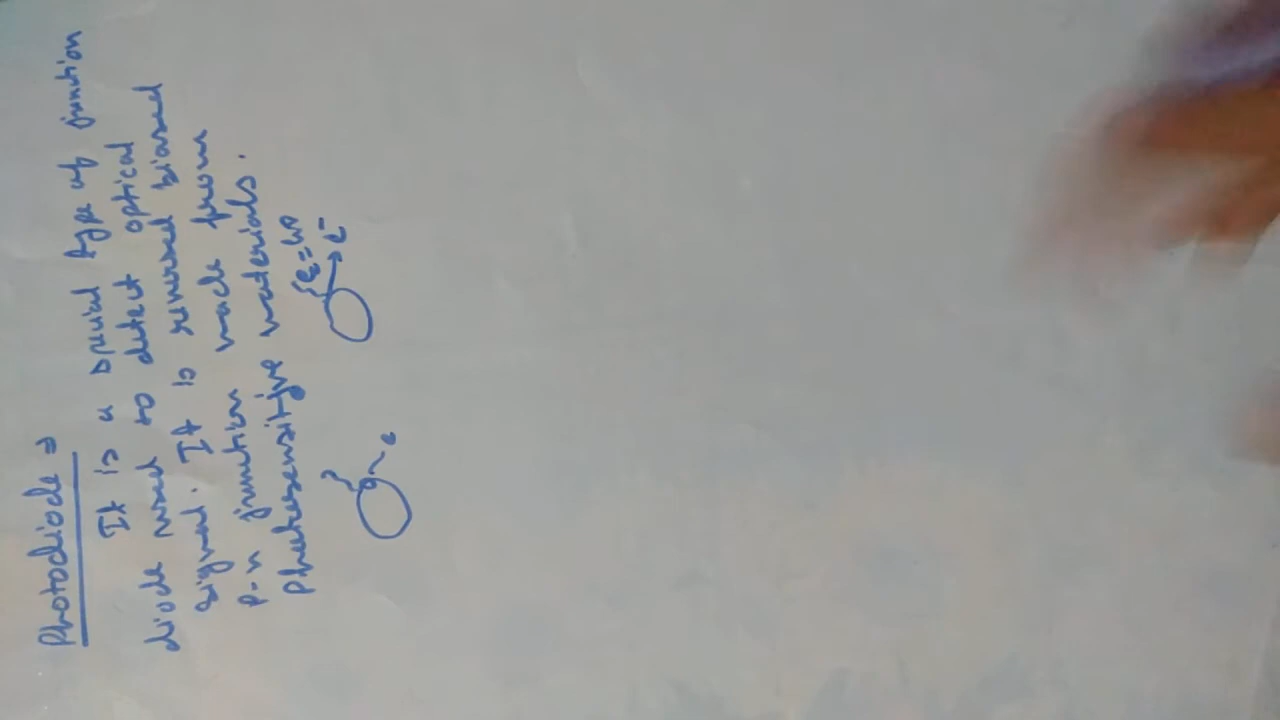 Photodiode ⇒
It is a special type of junction
diode used to detect optical
signal. It is reversed biased
p-n junction made from
Photosensitive materials.
E=hν
e⁻
e